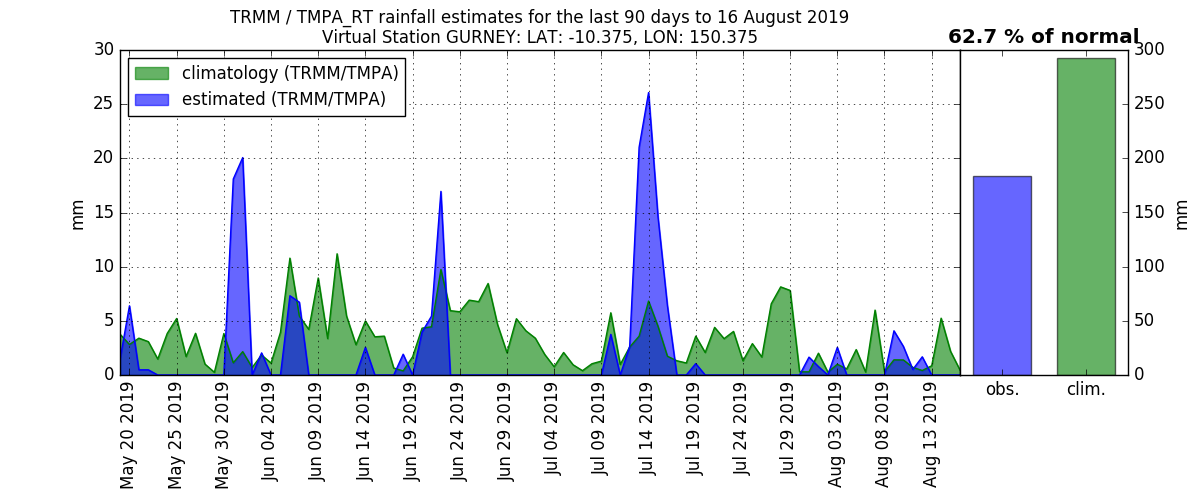 TRMM / TMPA_RT rainfall estimates for the last 90 days to 16 August 2019
Virtual Station GURNEY: LAT: -10.375, LON: 150.375
62.7 % of normal
climatology (TRMM/TMPA)
estimated (TRMM/TMPA)
30
25
20
15
10
5
0
mm
May 20 2019
May 25 2019
May 30 2019
Jun 04 2019
Jun 09 2019
Jun 14 2019
Jun 19 2019
Jun 24 2019
Jun 29 2019
Jul 04 2019
Jul 09 2019
Jul 14 2019
Jul 19 2019
Jul 24 2019
Jul 29 2019
Aug 03 2019
Aug 08 2019
Aug 13 2019
obs.
clim.
300
250
200
150
100
50
0
mm